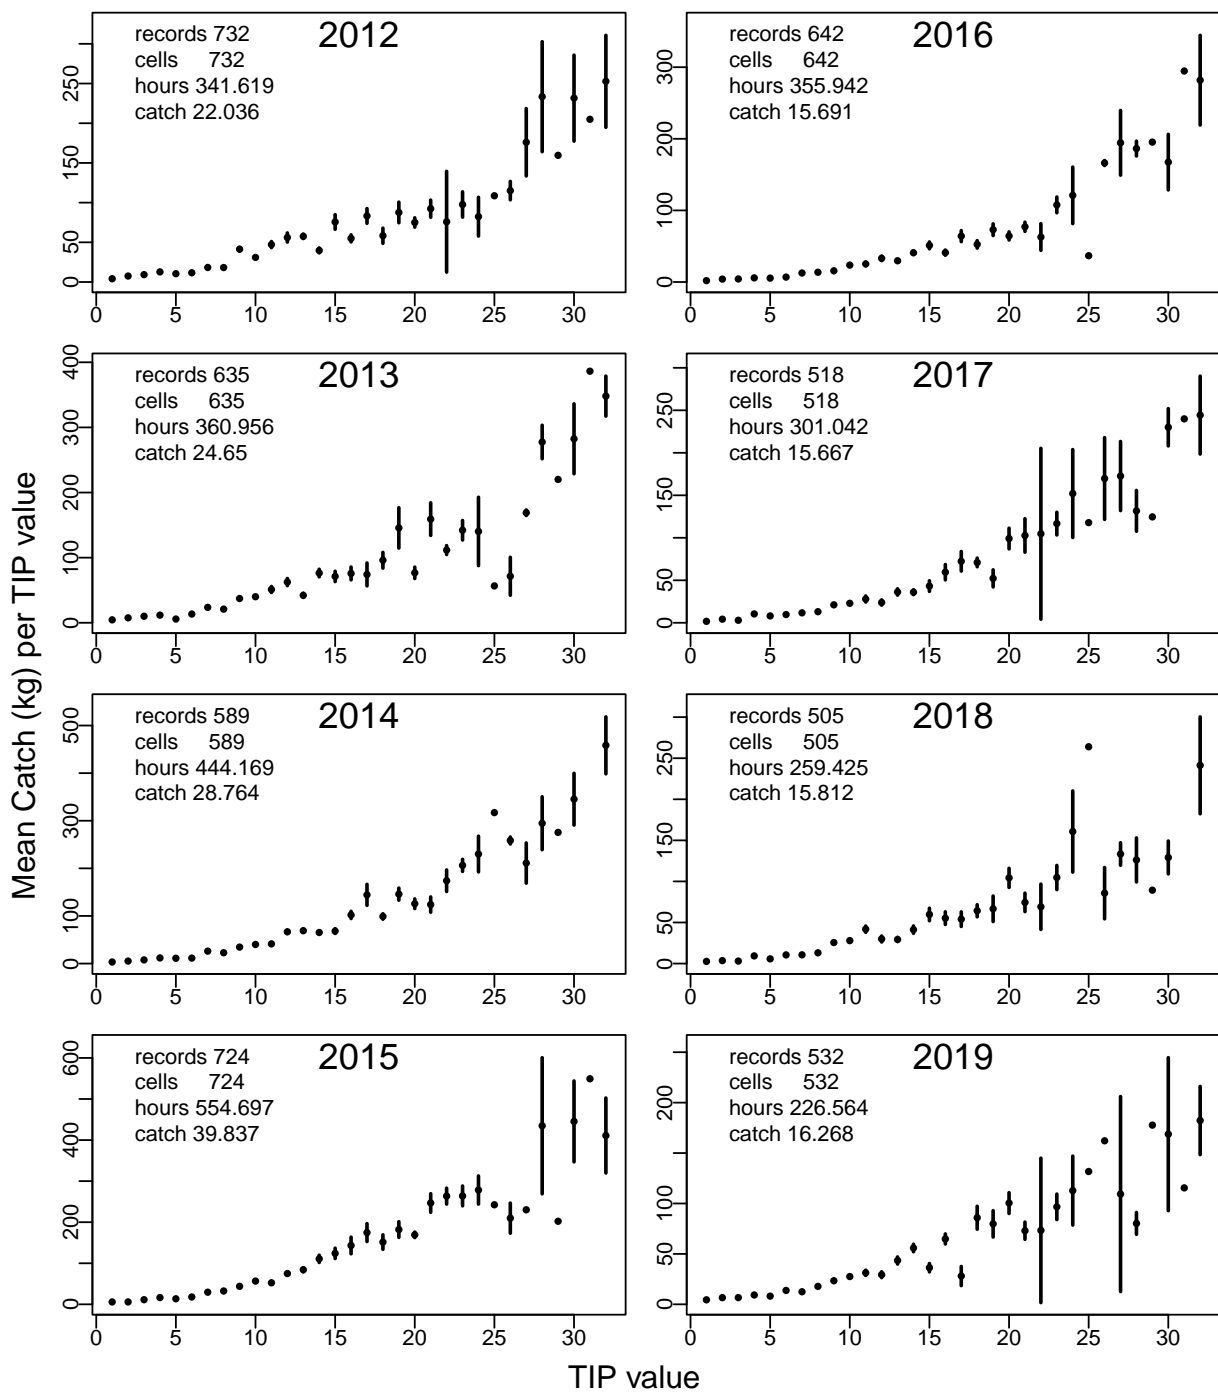 Mean Catch (kg) per TIP value
2012
records 732
cells 732
hours 341.619
catch 22.036
0 50 150 250
0 5 10 15 20 25 30
2016
records 642
cells 642
hours 355.942
catch 15.691
0 100 200 300
0 5 10 15 20 25 30
2013
records 635
cells 635
hours 360.956
catch 24.65
0 100 200 300 400
0 5 10 15 20 25 30
2017
records 518
cells 518
hours 301.042
catch 15.667
0 50 150 250
0 5 10 15 20 25 30
2014
records 589
cells 589
hours 444.169
catch 28.764
0 100 300 500
0 5 10 15 20 25 30
2018
records 505
cells 505
hours 259.425
catch 15.812
0 50 150 250
0 5 10 15 20 25 30
2015
records 724
cells 724
hours 554.697
catch 39.837
0 200 400 600
0 5 10 15 20 25 30
2019
records 532
cells 532
hours 226.564
catch 16.268
0 50 100 200
0 5 10 15 20 25 30
TIP value